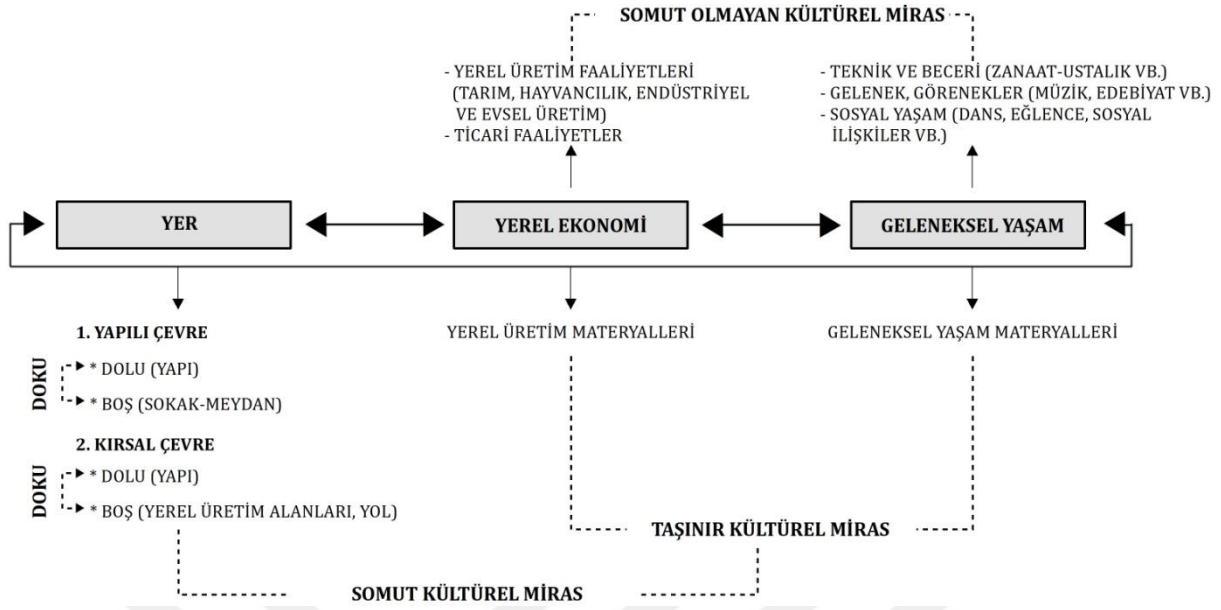 SOMUT OLMAYAN KÜLTÜREL MİRAS
- YEREL ÜRETİM FAALİYETLERİ
(TARIM, HAYVANCILIK, ENDÜSTRİYEL
VE EVSEL ÜRETİM)
- TİCARİ FAALİYETLER
- TEKNİK VE BECERİ (ZANAAT-USTALIK VB.)
- GELENEK, GÖRENEKLER (MÜZİK, EDEBİYAT VB.)
- SOSYAL YAŞAM (DANS, EĞLENCE, SOSYAL
İLİŞKİLER VB.)
YER
YEREL EKONOMİ
GELENEKSEL YAŞAM
1. YAPILI ÇEVRE
DOKU
* DOLU (YAPI)
* BOŞ (SOKAK-MEYDAN)
2. KIRSAL ÇEVRE
DOKU
* DOLU (YAPI)
* BOŞ (YEREL ÜRETİM ALANLARI, YOL)
YEREL ÜRETİM MATERYALLERİ
GELENEKSEL YAŞAM MATERYALLERİ
TAŞINIR KÜLTÜREL MİRAS
SOMUT KÜLTÜREL MİRAS